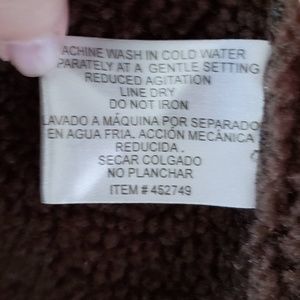 ACHINE WASH IN COLD WATER
PARATELY AT A GENTLE SETTING
REDUCED AGITATION
LINE DRY
DO NOT IRON
LAVADO A MÁQUINA POR SEPARADO
EN AGUA FRIA. ACCIÓN MECÁNICA
REDUCIDA.
SECAR COLGADO
NO PLANCHAR
ITEM # 452749